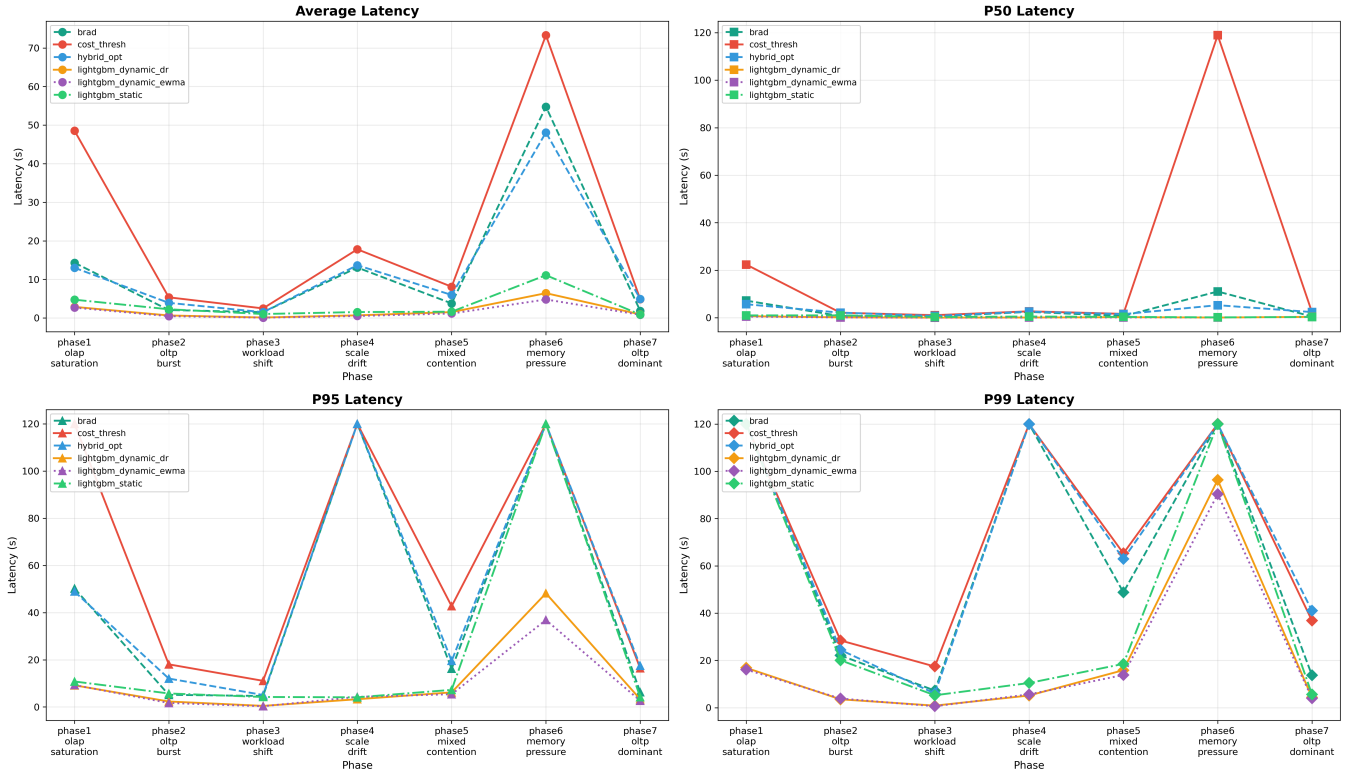 Average Latency
brad
cost_thresh
hybrid_opt
lightgbm_dynamic_dr
lightgbm_dynamic_ewma
lightgbm_static
Latency (s)
70
60
50
40
30
20
10
0
phase1
olap
saturation
phase2
oltp
burst
phase3
workload
shift
phase4
scale
drift
phase5
mixed
contention
phase6
memory
pressure
phase7
oltp
dominant
Phase
P50 Latency
brad
cost_thresh
hybrid_opt
lightgbm_dynamic_dr
lightgbm_dynamic_ewma
lightgbm_static
Latency (s)
120
100
80
60
40
20
0
phase1
olap
saturation
phase2
oltp
burst
phase3
workload
shift
phase4
scale
drift
phase5
mixed
contention
phase6
memory
pressure
phase7
oltp
dominant
Phase
P95 Latency
brad
cost_thresh
hybrid_opt
lightgbm_dynamic_dr
lightgbm_dynamic_ewma
lightgbm_static
Latency (s)
120
100
80
60
40
20
0
phase1
olap
saturation
phase2
oltp
burst
phase3
workload
shift
phase4
scale
drift
phase5
mixed
contention
phase6
memory
pressure
phase7
oltp
dominant
Phase
P99 Latency
brad
cost_thresh
hybrid_opt
lightgbm_dynamic_dr
lightgbm_dynamic_ewma
lightgbm_static
Latency (s)
120
100
80
60
40
20
0
phase1
olap
saturation
phase2
oltp
burst
phase3
workload
shift
phase4
scale
drift
phase5
mixed
contention
phase6
memory
pressure
phase7
oltp
dominant
Phase